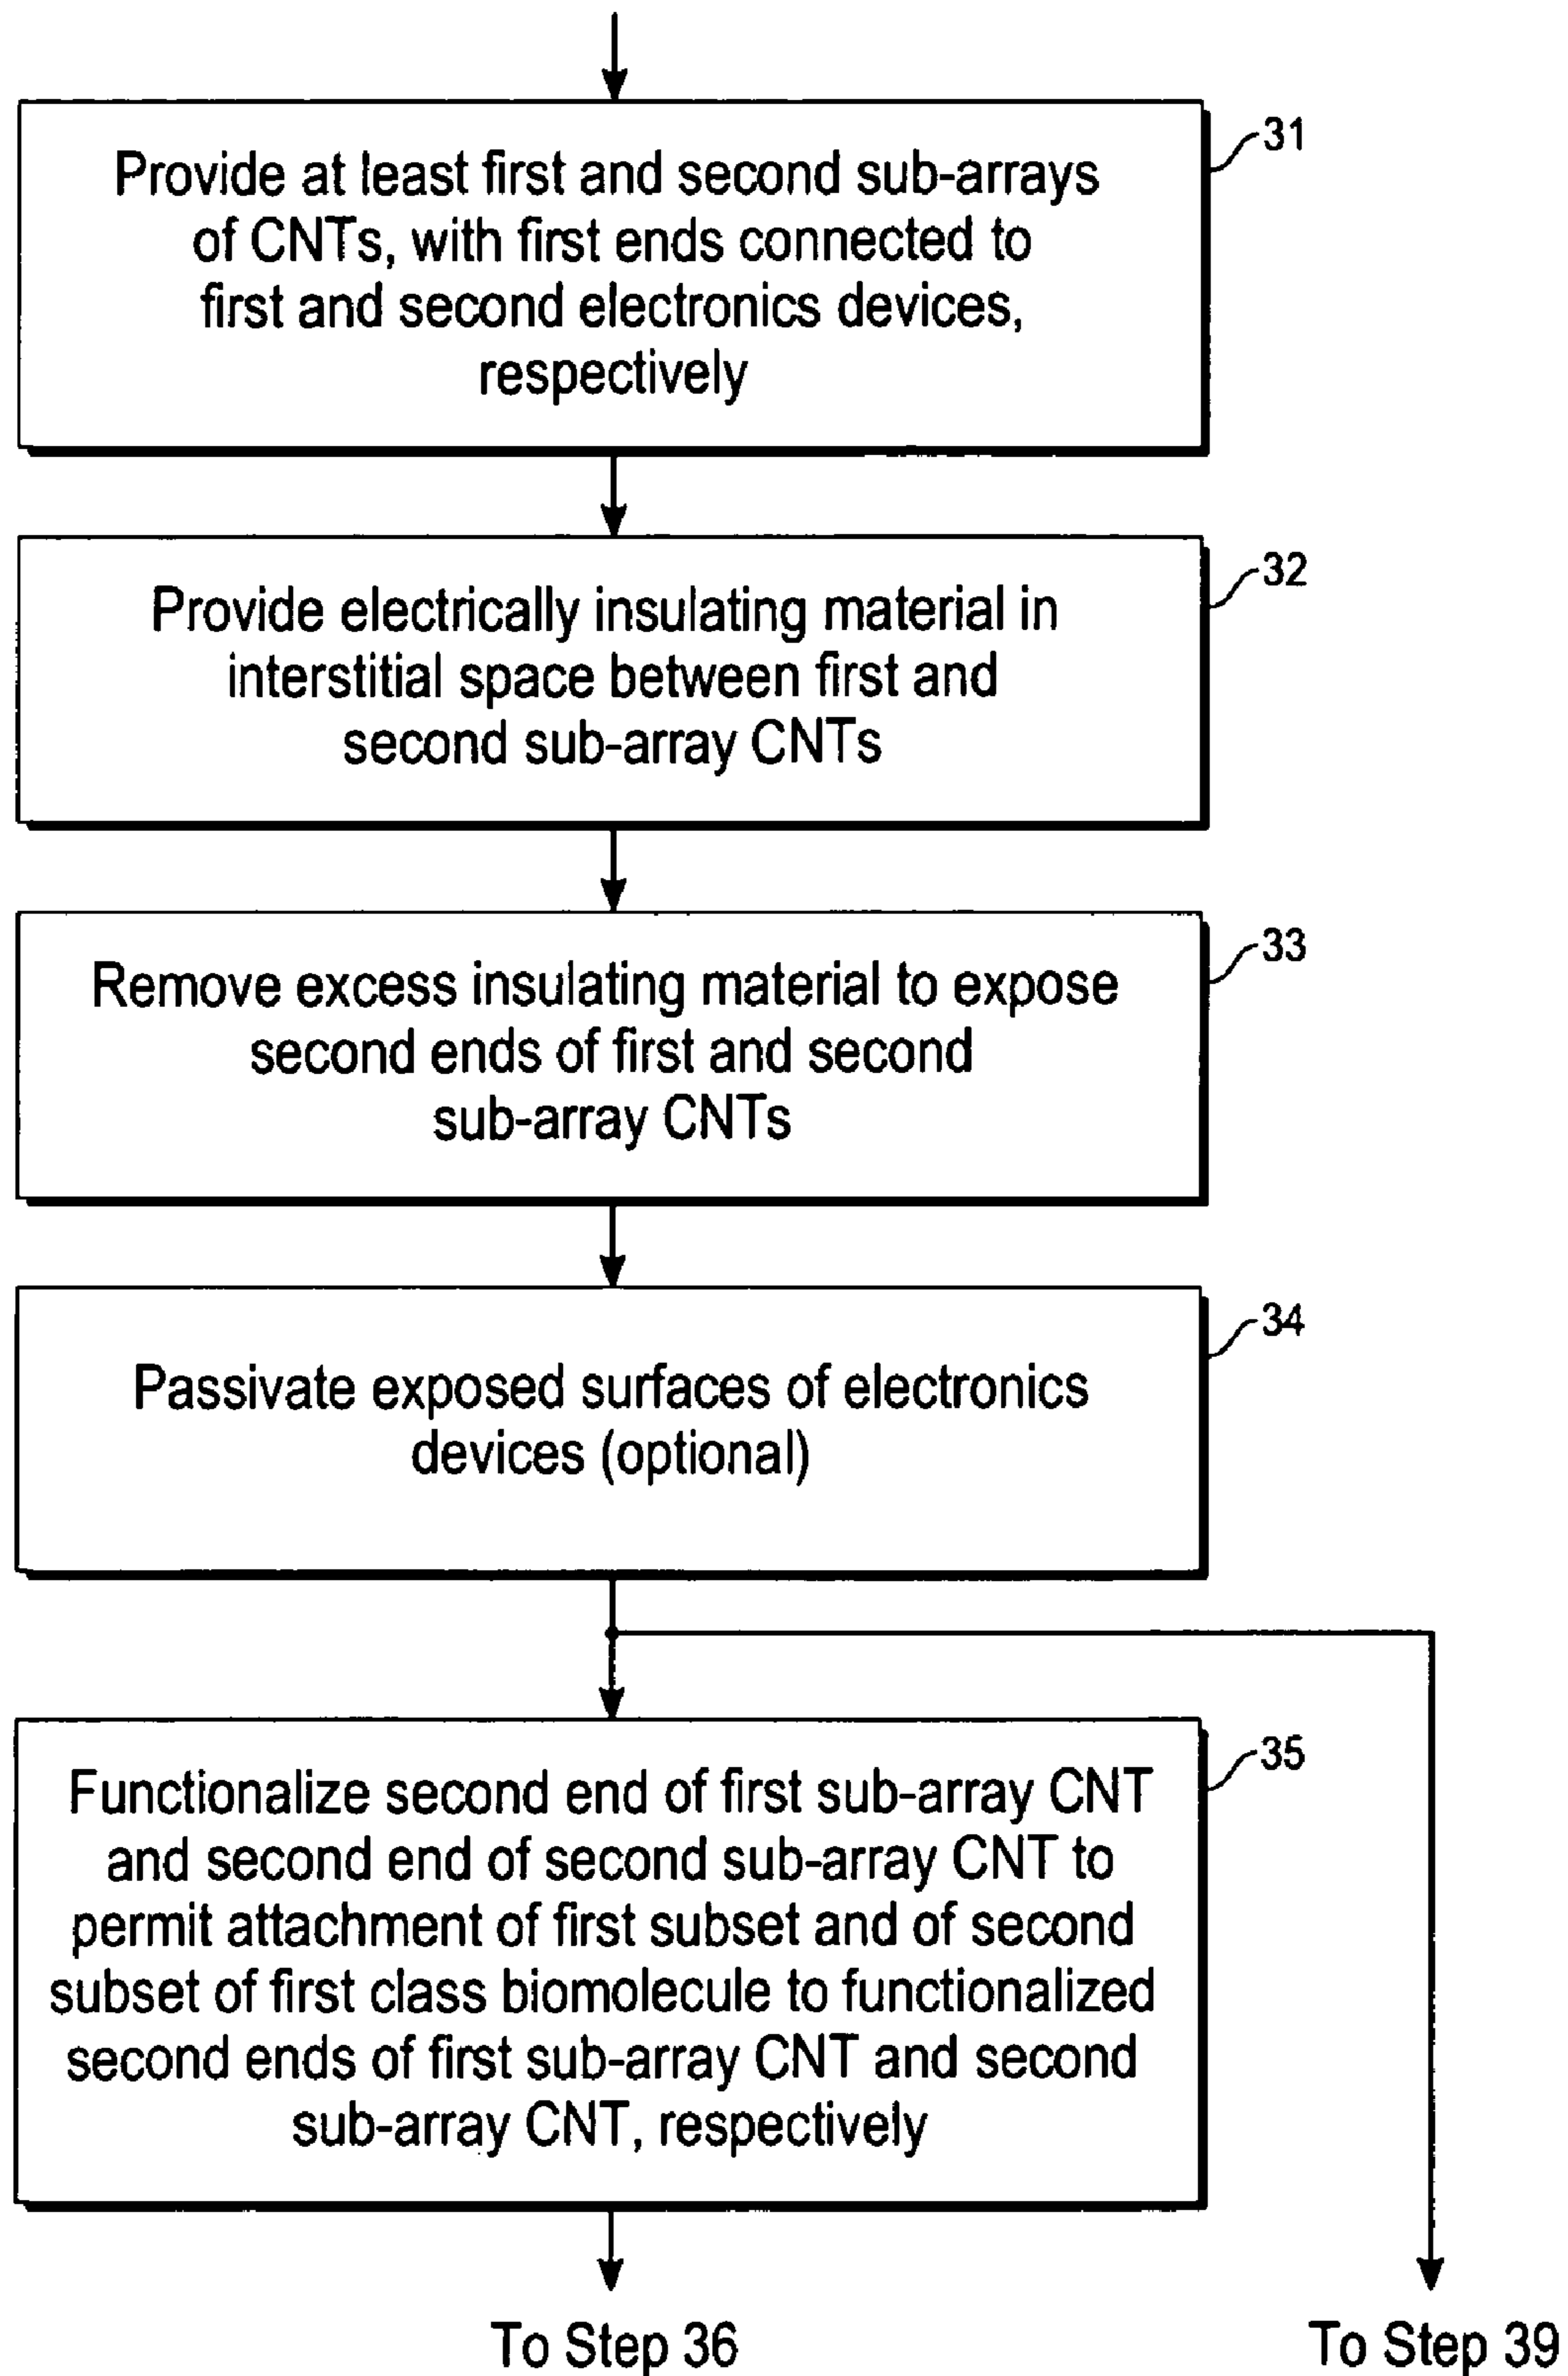 Provide at least first and second sub-arrays
of CNTs, with first ends connected to
first and second electronics devices,
respectively
31
Provide electrically insulating material in
interstitial space between first and
second sub-array CNTs
32
Remove excess insulating material to expose
second ends of first and second
sub-array CNTs
33
Passivate exposed surfaces of electronics
devices (optional)
34
Functionalize second end of first sub-array CNT
and second end of second sub-array CNT to
permit attachment of first subset and of second
subset of first class biomolecule to functionalized
second ends of first sub-array CNT and second
sub-array CNT, respectively
35
To Step 36
To Step 39